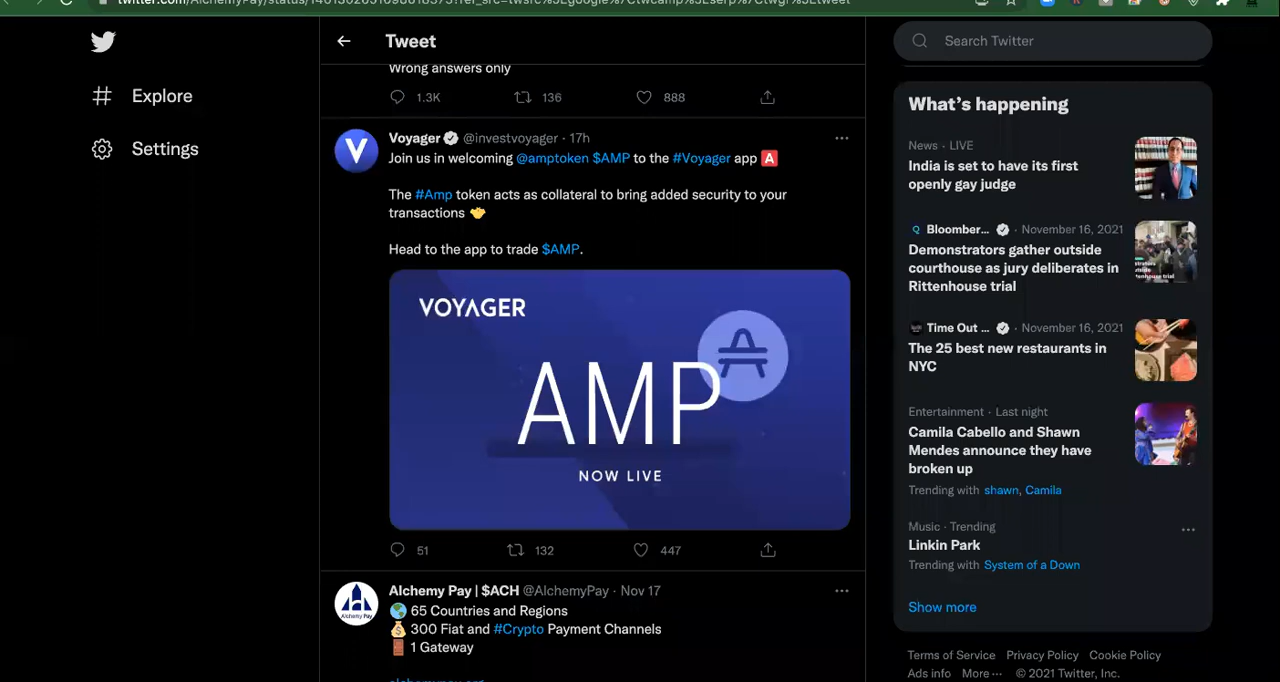 Explore
Settings
Tweet
Wrong answers only
1.3K 136 888
Voyager @investvoyager · 17h
Join us in welcoming @amptoken $AMP to the #Voyager app 🅰
The #Amp token acts as collateral to bring added security to your
transactions 🤝
Head to the app to trade $AMP.
VOYAGER
AMP
NOW LIVE
51 132 447
Alchemy Pay | $ACH @AlchemyPay · Nov 17
65 Countries and Regions
300 Fiat and #Crypto Payment Channels
1 Gateway
Search Twitter
What's happening
News · LIVE
India is set to have its first
openly gay judge
Bloomber... · November 16, 2021
Demonstrators gather outside
courthouse as jury deliberates in
Rittenhouse trial
Time Out ... · November 16, 2021
The 25 best new restaurants in
NYC
Entertainment · Last night
Camila Cabello and Shawn
Mendes announce they have
broken up
Trending with shawn, Camila
Music · Trending
Linkin Park
Trending with System of a Down
Show more
Terms of Service Privacy Policy Cookie Policy
Ads info More ··· © 2021 Twitter, Inc.